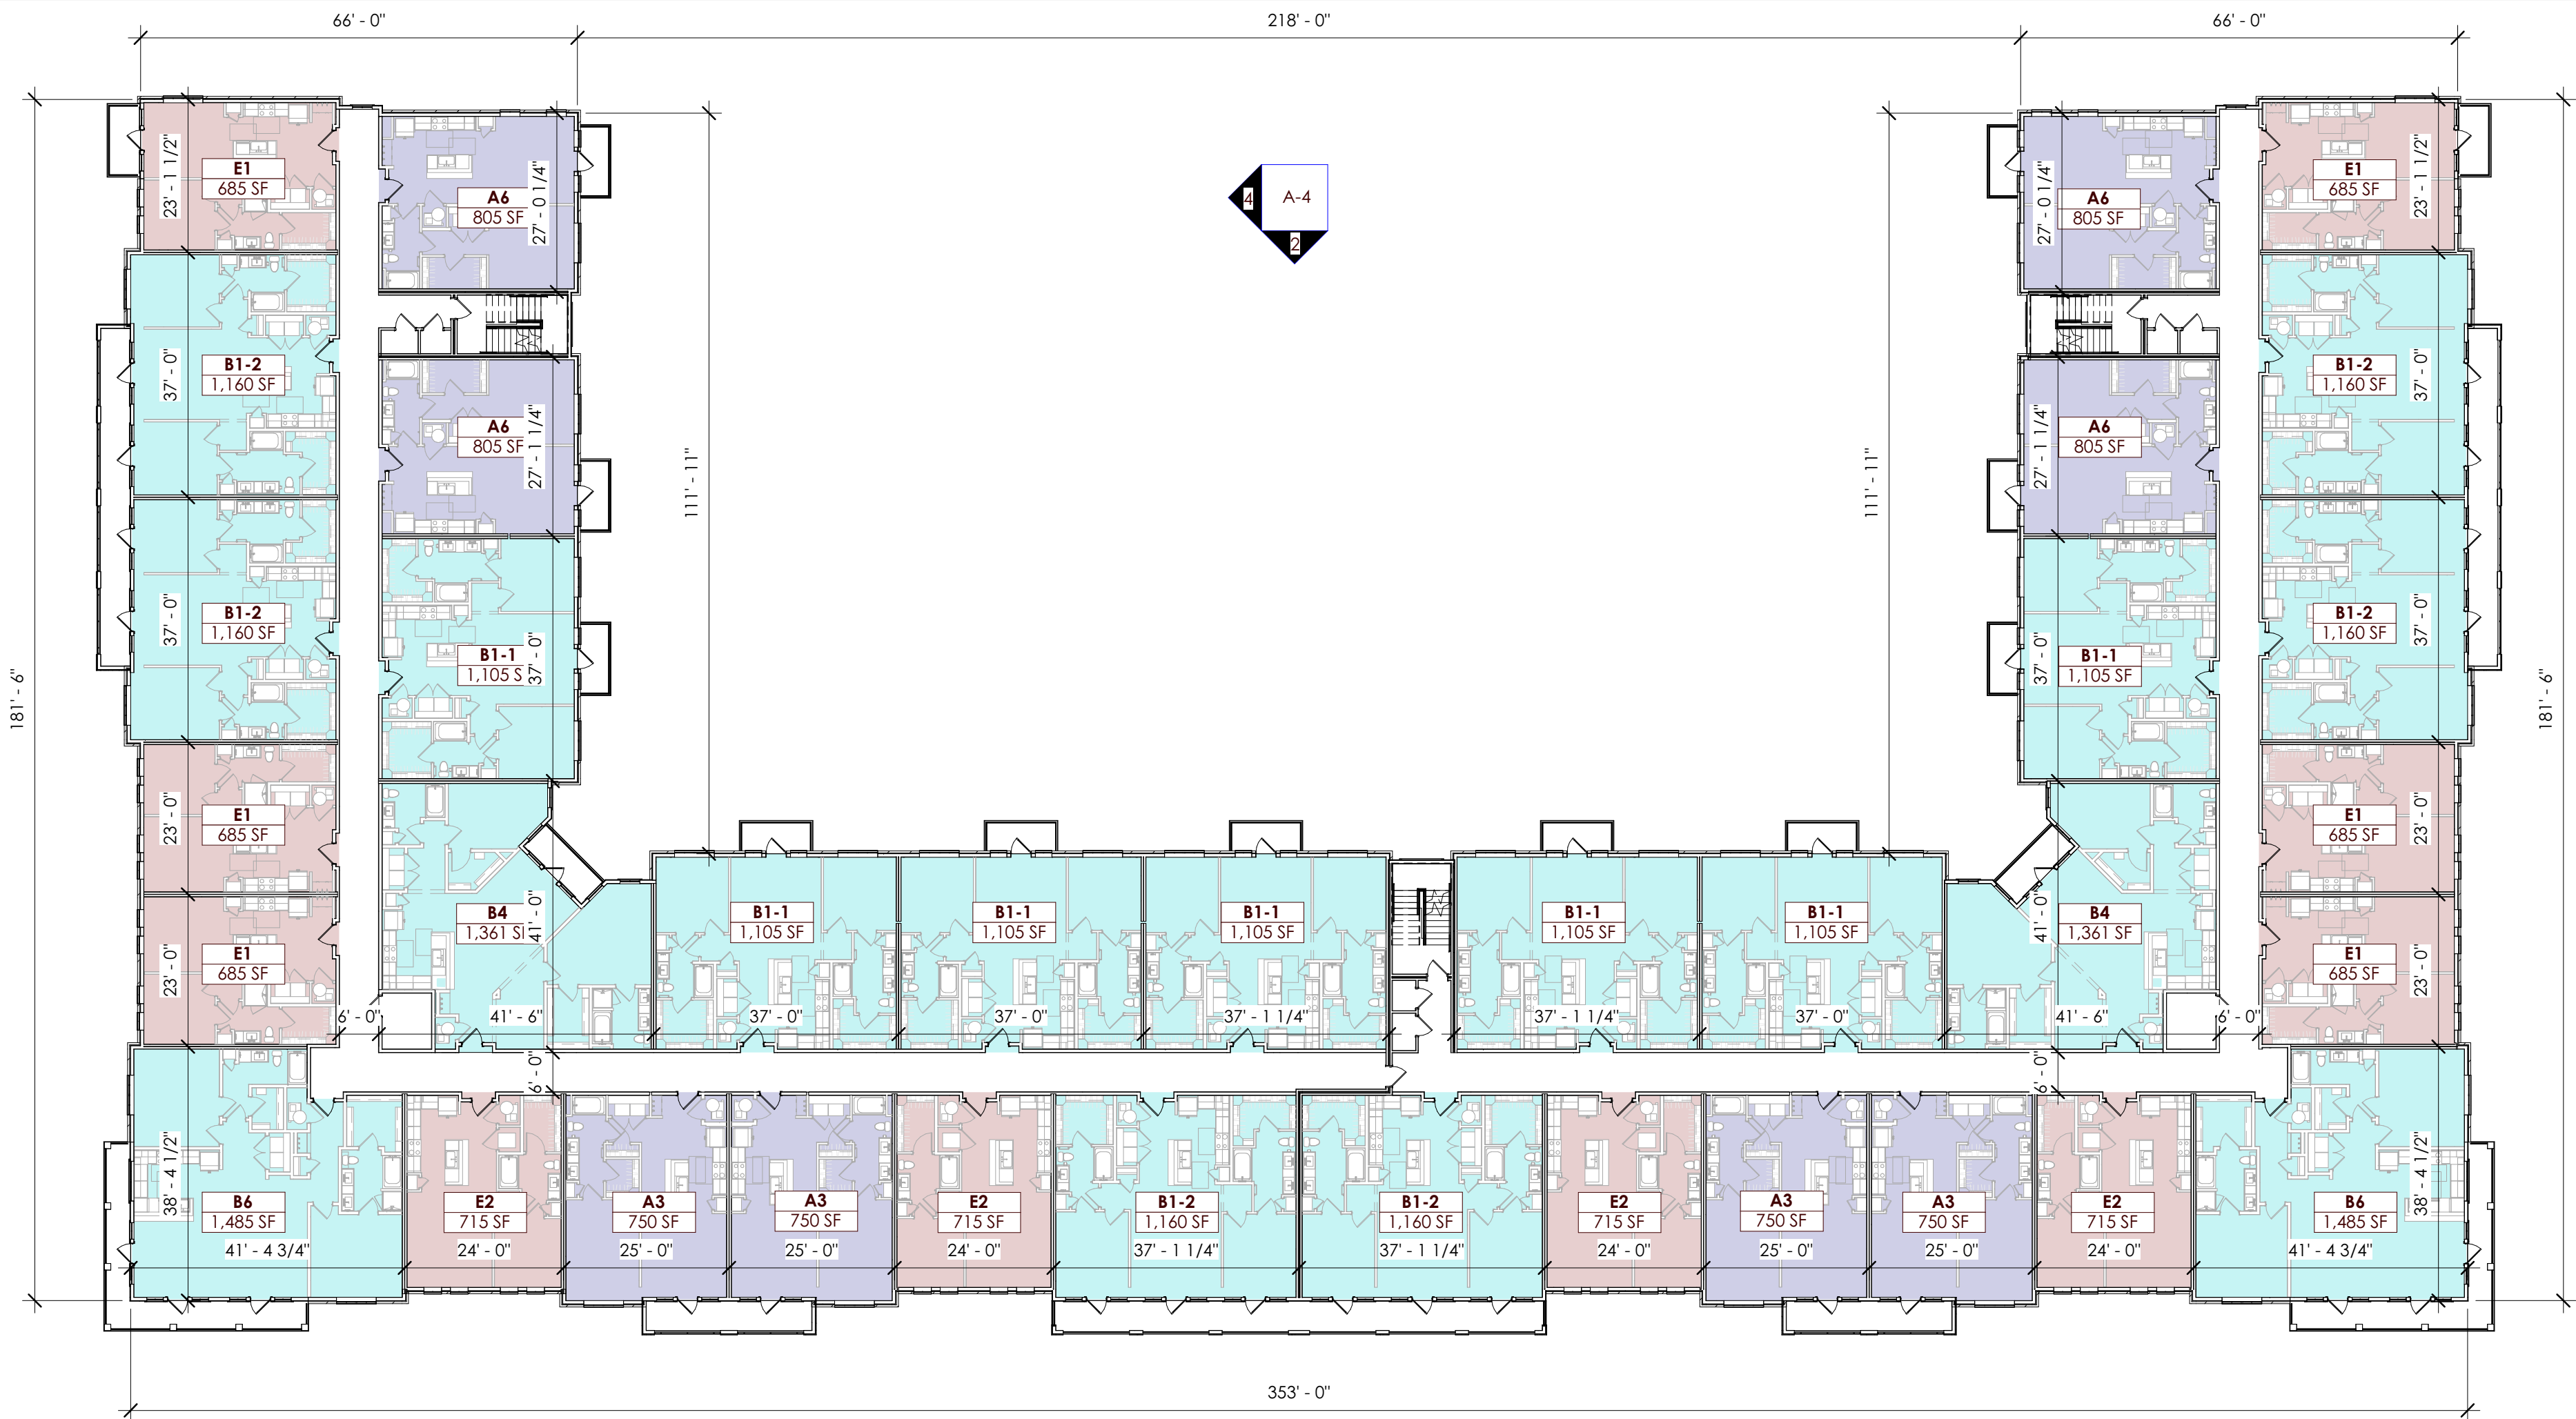 66' - 0"
218' - 0"
66' - 0"
E1
685 SF
23' - 1 1/2"
A6
805 SF
27' - 0 1/4"
4
A-4
2
27' - 0 1/4"
A6
805 SF
E1
685 SF
23' - 1 1/2"
B1-2
1,160 SF
37' - 0"
A6
805 SF
27' - 1 1/4"
111' - 11"
111' - 11"
27' - 1 1/4"
A6
805 SF
B1-2
1,160 SF
37' - 0"
181' - 6"
B1-2
1,160 SF
37' - 0"
B1-1
1,105 S
37' - 0"
37' - 0"
B1-1
1,105 SF
B1-2
1,160 SF
37' - 0"
181' - 6"
E1
685 SF
23' - 0"
E1
685 SF
23' - 0"
E1
685 SF
23' - 0"
B4
1,361 S
41' - 0"
B1-1
1,105 SF
B1-1
1,105 SF
B1-1
1,105 SF
B1-1
1,105 SF
B1-1
1,105 SF
41' - 0"
B4
1,361 SF
E1
685 SF
23' - 0"
6' - 0"
41' - 6"
37' - 0"
37' - 0"
37' - 1 1/4"
37' - 1 1/4"
37' - 0"
41' - 6"
6' - 0"
6' - 0"
6' - 0"
38' - 4 1/2"
B6
1,485 SF
41' - 4 3/4"
E2
715 SF
24' - 0"
A3
750 SF
25' - 0"
A3
750 SF
25' - 0"
E2
715 SF
24' - 0"
B1-2
1,160 SF
37' - 1 1/4"
B1-2
1,160 SF
37' - 1 1/4"
E2
715 SF
24' - 0"
A3
750 SF
25' - 0"
A3
750 SF
25' - 0"
E2
715 SF
24' - 0"
B6
1,485 SF
41' - 4 3/4"
38' - 4 1/2"
353' - 0"